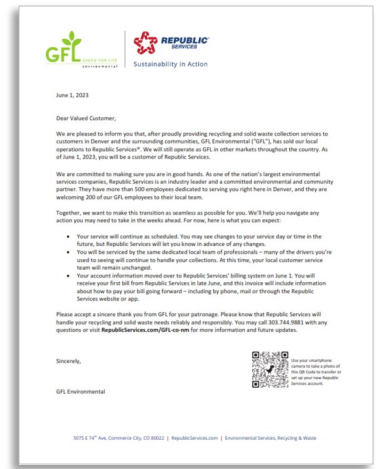 GFL GREEN FOR LIFE
environmental
REPUBLIC
SERVICES
Sustainability in Action
June 1, 2023
Dear Valued Customer,
We are pleased to inform you that, after proudly providing recycling and solid waste collection services to
customers in Denver and the surrounding communities, GFL Environmental ("GFL"), has sold our local
operations to Republic Services®. We will still operate as GFL in other markets throughout the country. As
of June 1, 2023, you will be a customer of Republic Services.
We are committed to making sure you are in good hands. As one of the nation's largest environmental
services companies, Republic Services is an industry leader and a committed environmental and community
partner. They have more than 500 employees dedicated to serving you right here in Denver, and they are
welcoming 200 of our GFL employees to their local team.
Together, we want to make this transition as seamless as possible for you. We'll help you navigate any
action you may need to take in the weeks ahead. For now, here is what you can expect:
• Your service will continue as scheduled. You may see changes to your service day or time in the
future, but Republic Services will let you know in advance of any changes.
• You will be serviced by the same dedicated local team of professionals – many of the drivers you're
used to seeing will continue to handle your collections. At this time, your local customer service
team will remain unchanged.
• Your account information moved over to Republic Services' billing system on June 1. You will
receive your first bill from Republic Services in late June, and this invoice will include information
about how to pay your bill going forward – including by phone, mail or through the Republic
Services website or app.
Please accept a sincere thank you from GFL for your patronage. Please know that Republic Services will
handle your recycling and solid waste needs reliably and responsibly. You may call 303.744.9881 with any
questions or visit RepublicServices.com/GFL-co-nm for more information and future updates.
Sincerely,
Use your smartphone
camera to take a photo of
this QR Code to transfer or
set up your new Republic
Services account.
GFL Environmental
5075 E 74th Ave, Commerce City, CO 80022 | RepublicServices.com | Environmental Services, Recycling & Waste